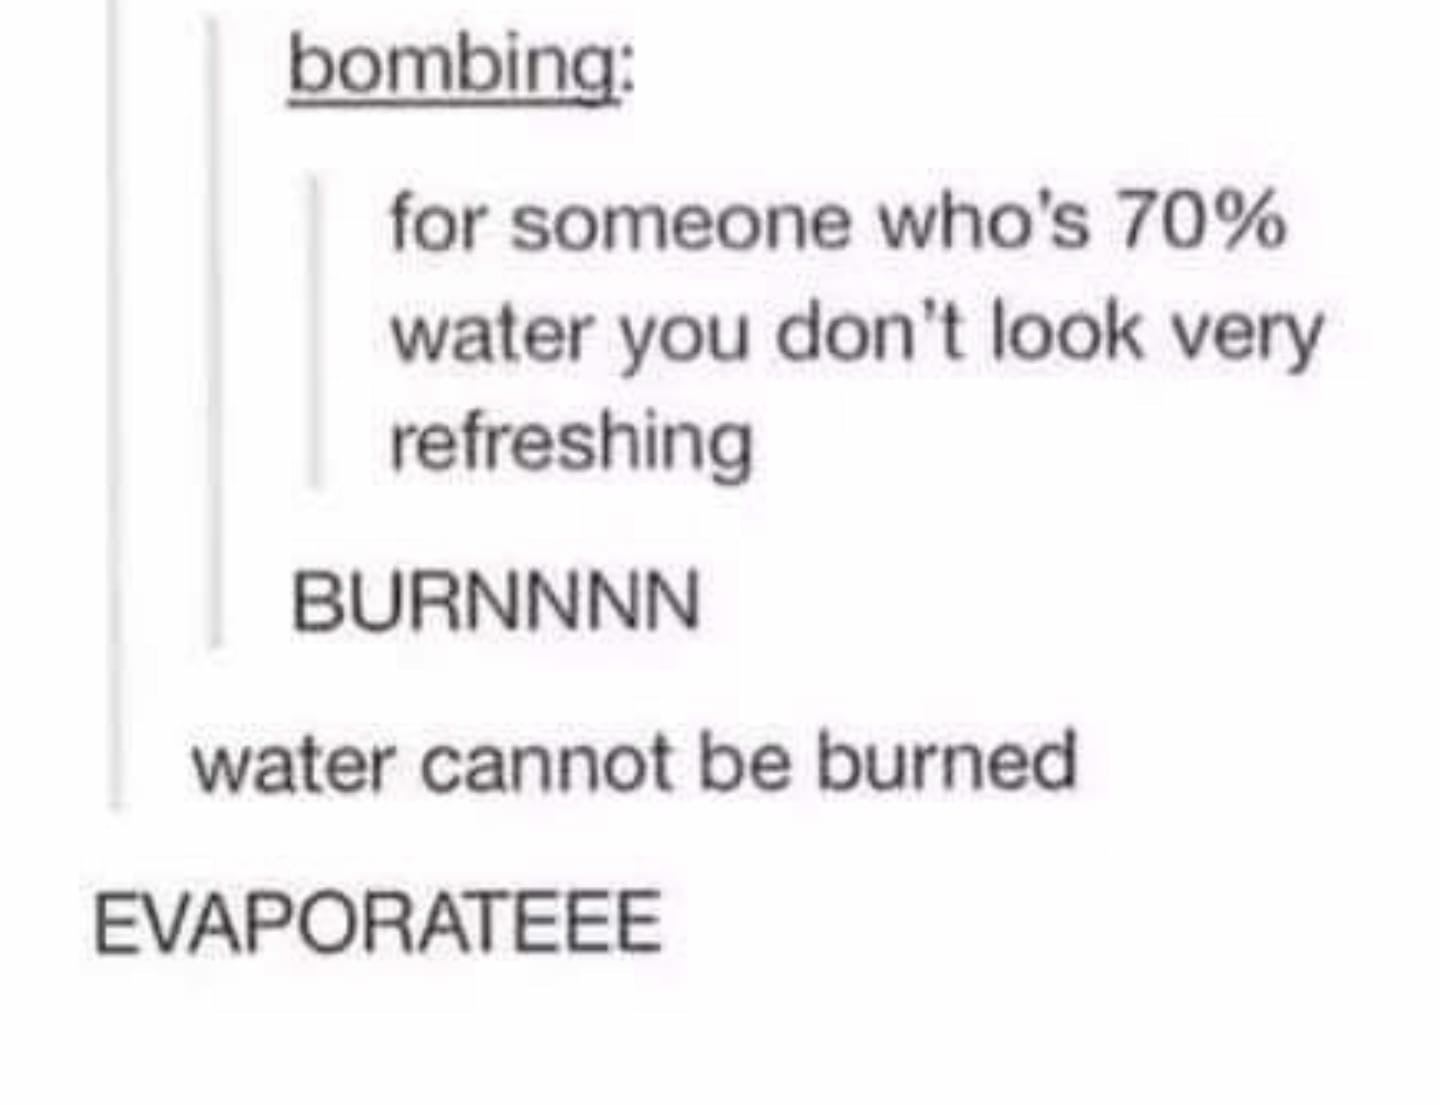 bombing:
for someone who's 70%
water you don't look very
refreshing
BURNNNN
water cannot be burned
EVAPORATEEE